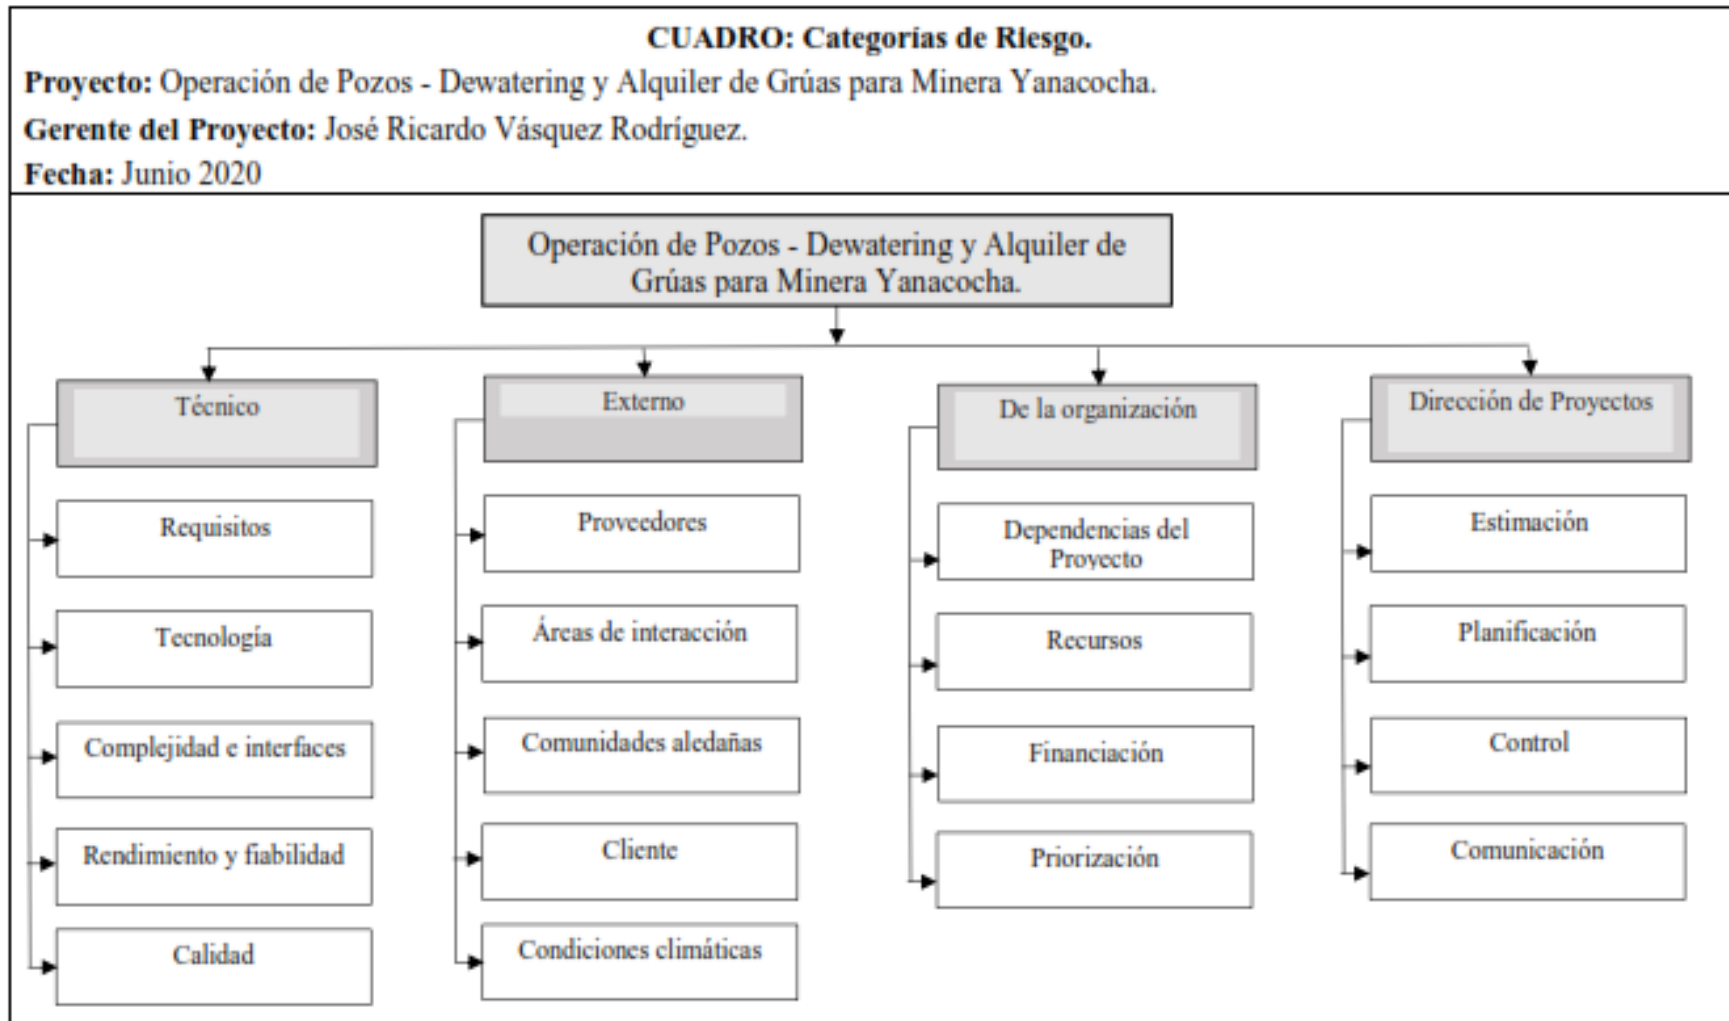 CUADRO: Categorías de Riesgo.
Proyecto: Operación de Pozos - Dewatering y Alquiler de Grúas para Minera Yanacocha.
Gerente del Proyecto: José Ricardo Vásquez Rodríguez.
Fecha: Junio 2020
Operación de Pozos - Dewatering y Alquiler de
Grúas para Minera Yanacocha.
Técnico
Requisitos
Tecnología
Complejidad e interfaces
Rendimiento y fiabilidad
Calidad
Externo
Proveedores
Áreas de interacción
Comunidades aledañas
Cliente
Condiciones climáticas
De la organización
Dependencias del
Proyecto
Recursos
Financiación
Priorización
Dirección de Proyectos
Estimación
Planificación
Control
Comunicación